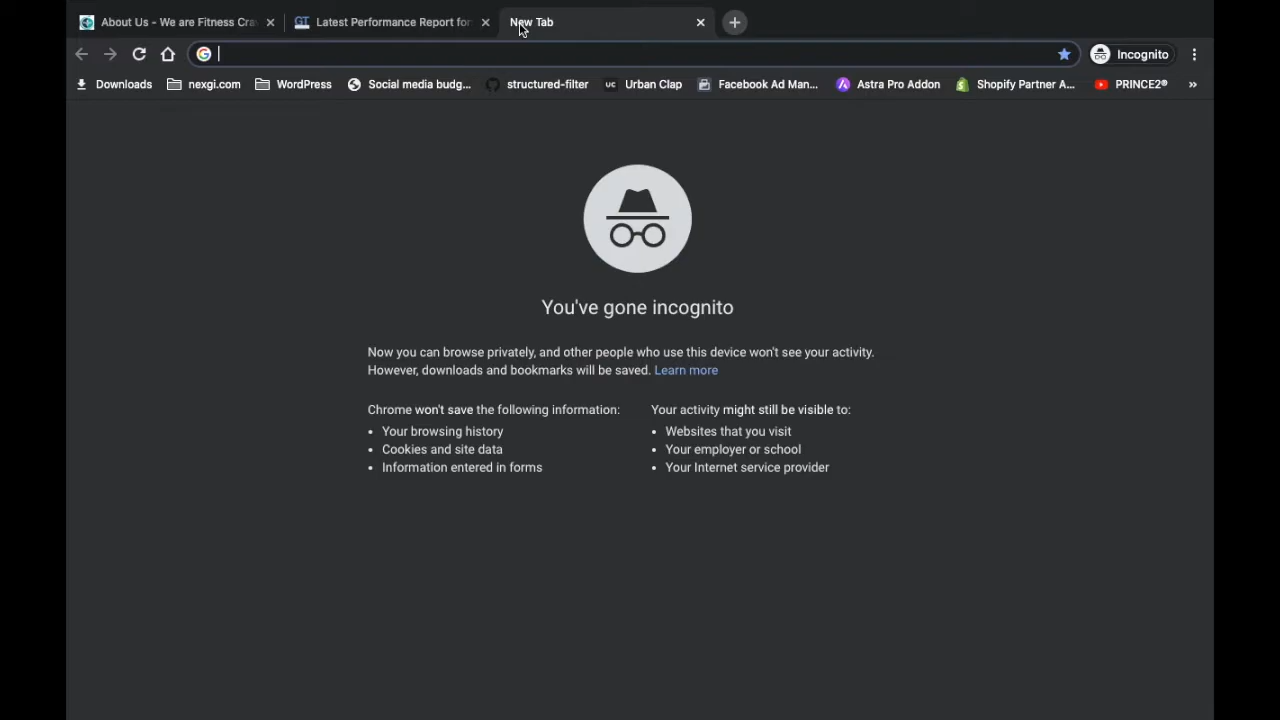 About Us - We are Fitness Cra
Latest Performance Report for
New Tab
Incognito
Downloads
nexgi.com
WordPress
Social media budg...
structured-filter
UC Urban Clap
Facebook Ad Man...
Astra Pro Addon
Shopify Partner A...
PRINCE2®
»
You've gone incognito
Now you can browse privately, and other people who use this device won't see your activity.
However, downloads and bookmarks will be saved. Learn more
Chrome won't save the following information:
• Your browsing history
• Cookies and site data
• Information entered in forms
Your activity might still be visible to:
• Websites that you visit
• Your employer or school
• Your Internet service provider